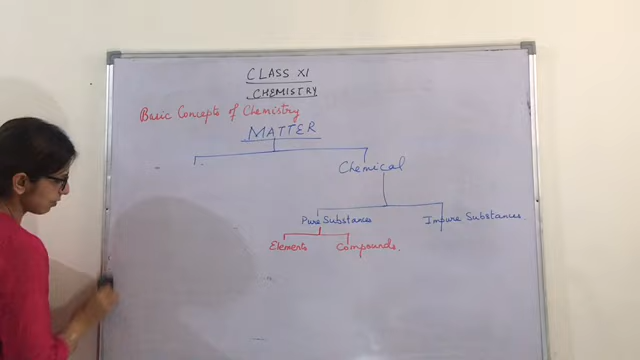 CLASS XI
CHEMISTRY
Basic Concepts of Chemistry
MATTER
Chemical
Pure Substances
Impure Substances
Elements
Compounds.